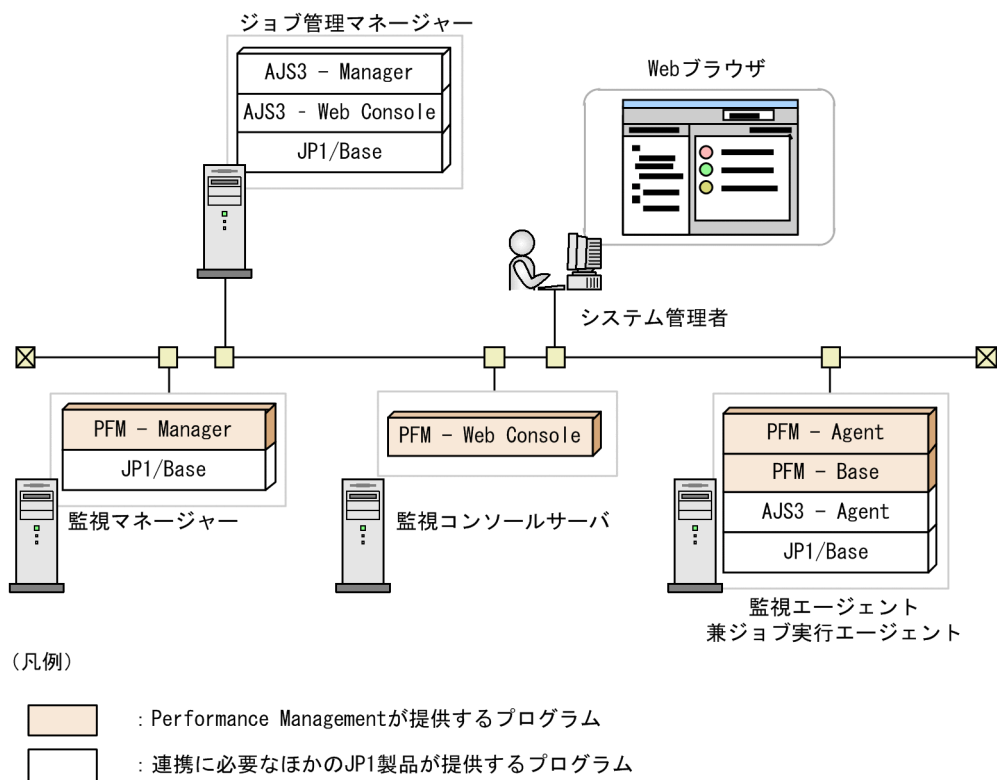 ジョブ管理マネージャー
AJS3 － Manager
AJS3 - Web Console
JP1/Base
Webブラウザ
システム管理者
PFM － Manager
JP1/Base
監視マネージャー
PFM － Web Console
監視コンソールサーバ
PFM － Agent
PFM － Base
AJS3 － Agent
JP1/Base
監視エージェント
兼ジョブ実行エージェント
（凡例）
：Performance Managementが提供するプログラム
：連携に必要なほかのJP1製品が提供するプログラム